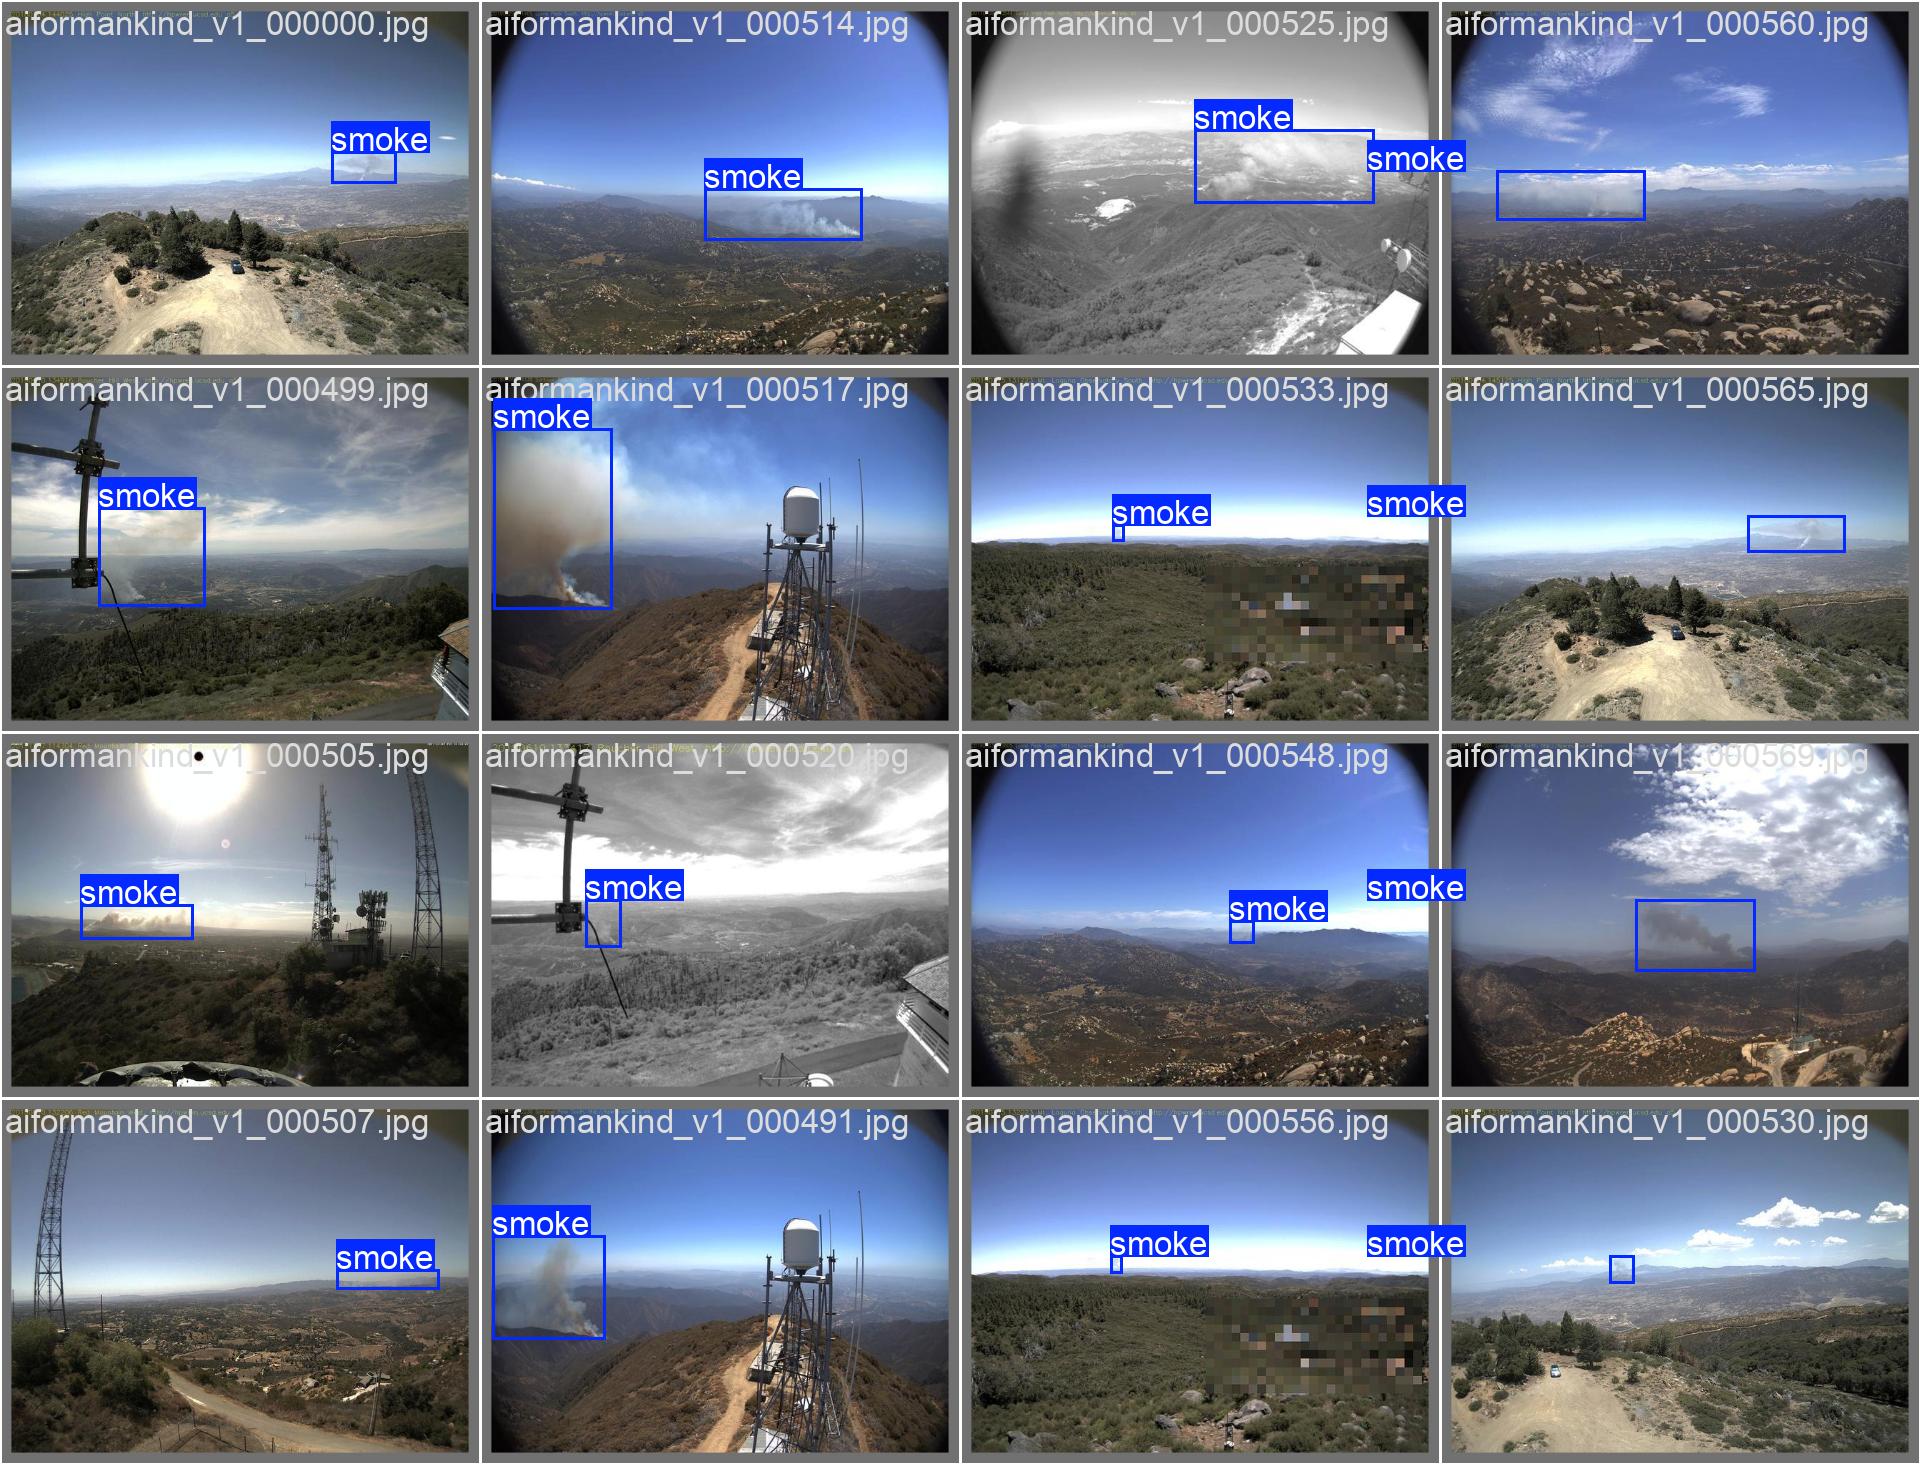 aiformankind_v1_000000.jpg
smoke
aiformankind_v1_000514.jpg
smoke
aiformankind_v1_000525.jpg
smoke
aiformankind_v1_000560.jpg
smoke
aiformankind_v1_000499.jpg
smoke
aiformankind_v1_000517.jpg
smoke
aiformankind_v1_000533.jpg
smoke
aiformankind_v1_000565.jpg
smoke
aiformankind_v1_000505.jpg
smoke
aiformankind_v1_000520.jpg
smoke
aiformankind_v1_000548.jpg
smoke
aiformankind_v1_000569.jpg
smoke
aiformankind_v1_000507.jpg
smoke
aiformankind_v1_000491.jpg
smoke
aiformankind_v1_000556.jpg
smoke
aiformankind_v1_000530.jpg
smoke